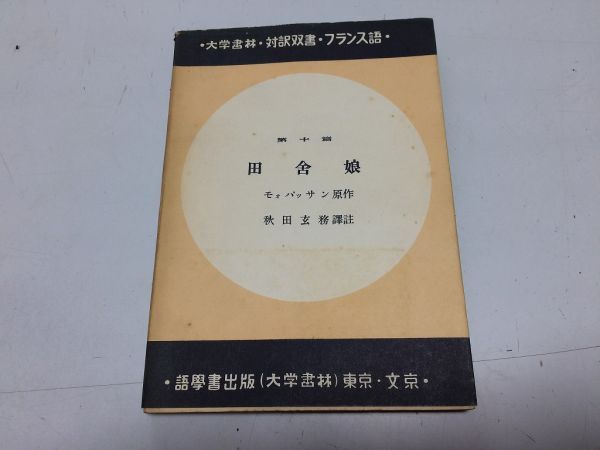 ・大学書林・対訳双書・フランス語・
第十篇
田舍娘
モォパッサン原作
秋田玄務譯註
・語學書出版(大学書林)東京・文京・